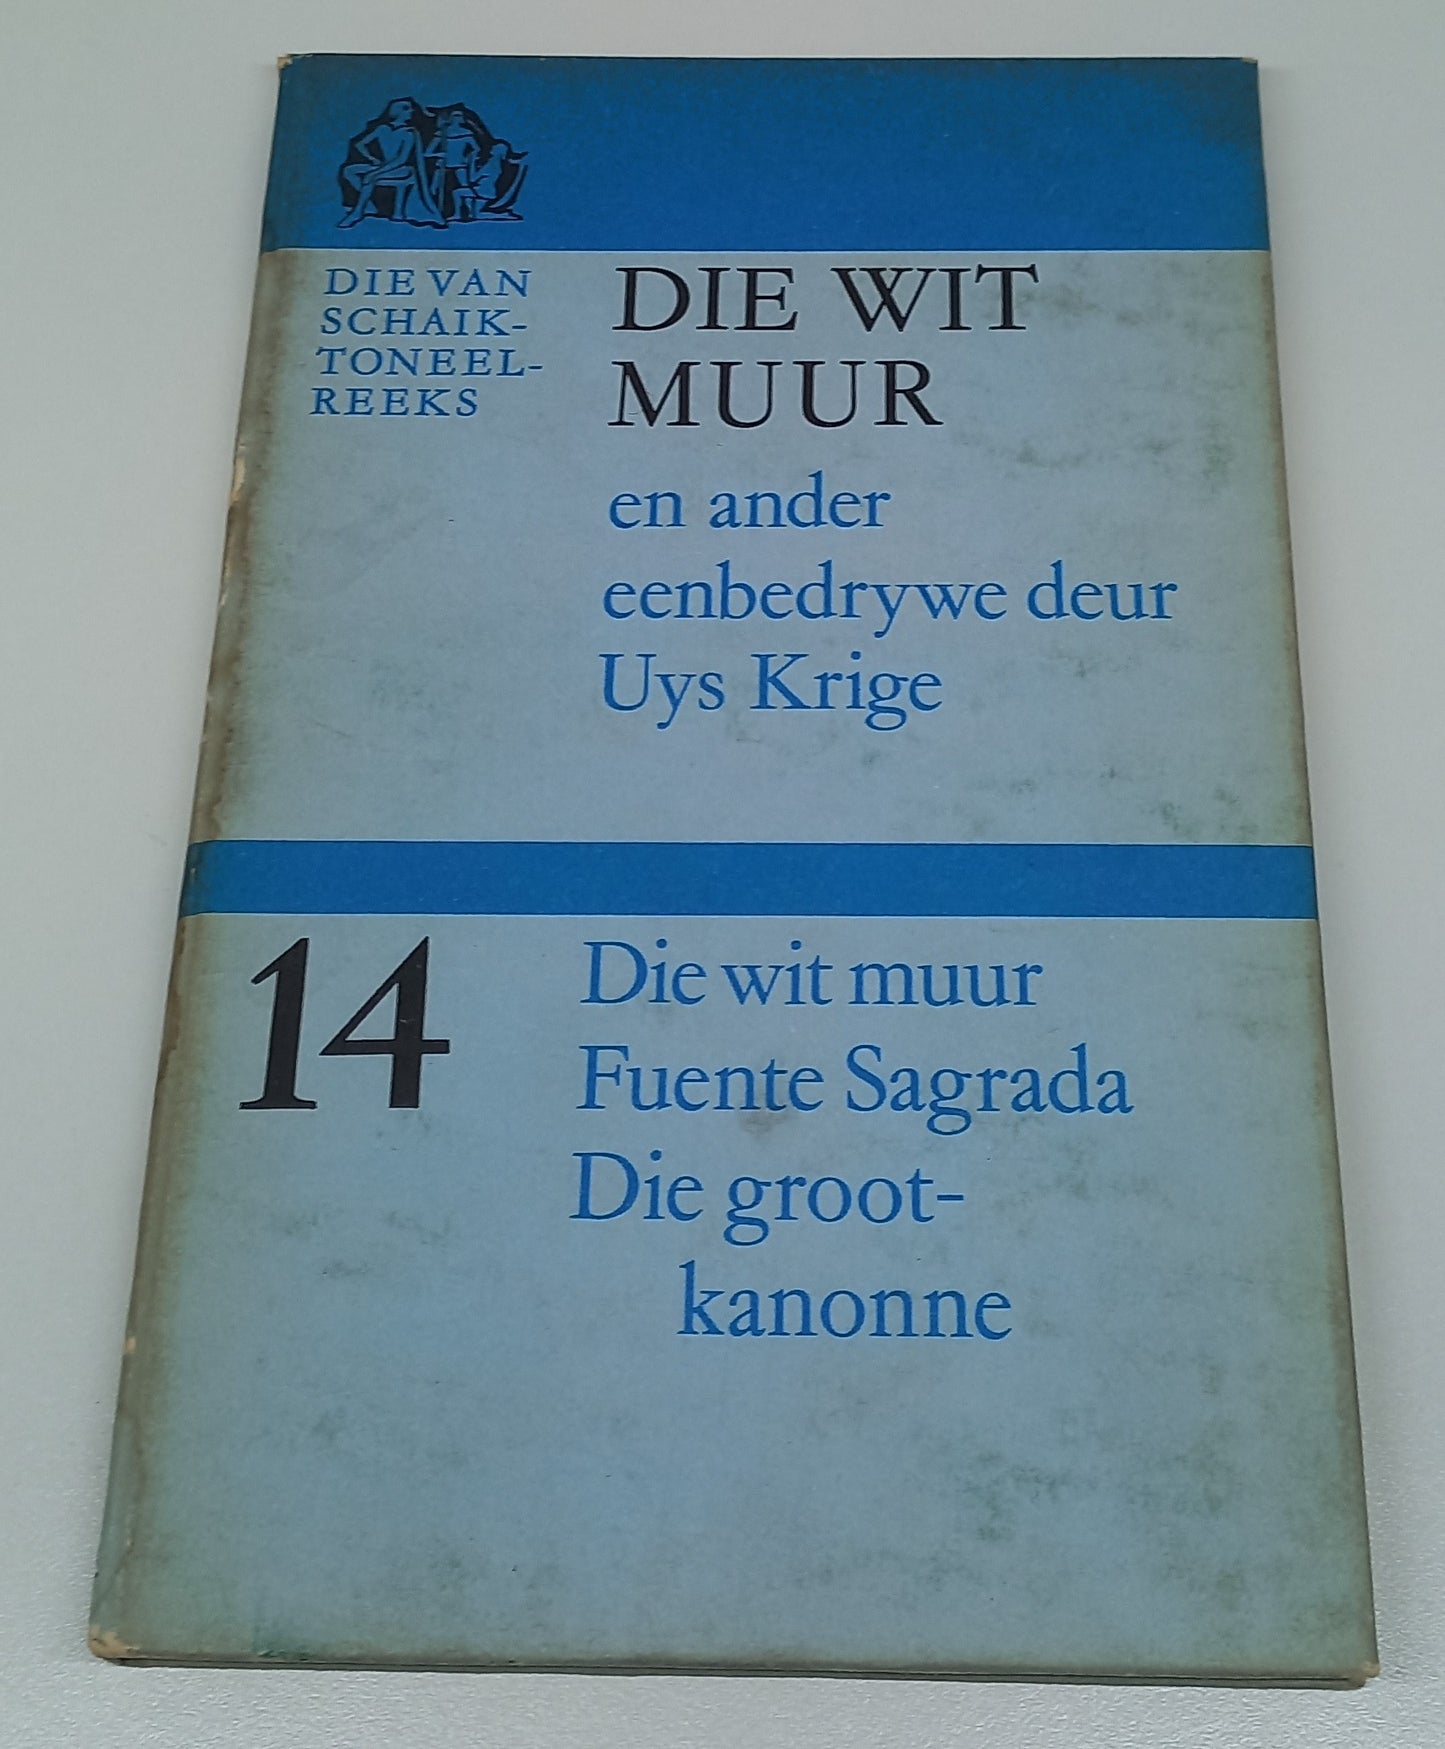 DIE VAN
SCHAIK-
TONEEL-
REEKS
DIE WIT
MUUR
en ander
eenbedrywe deur
Uys Krige
14
Die wit muur
Fuente Sagrada
Die groot-
kanonne